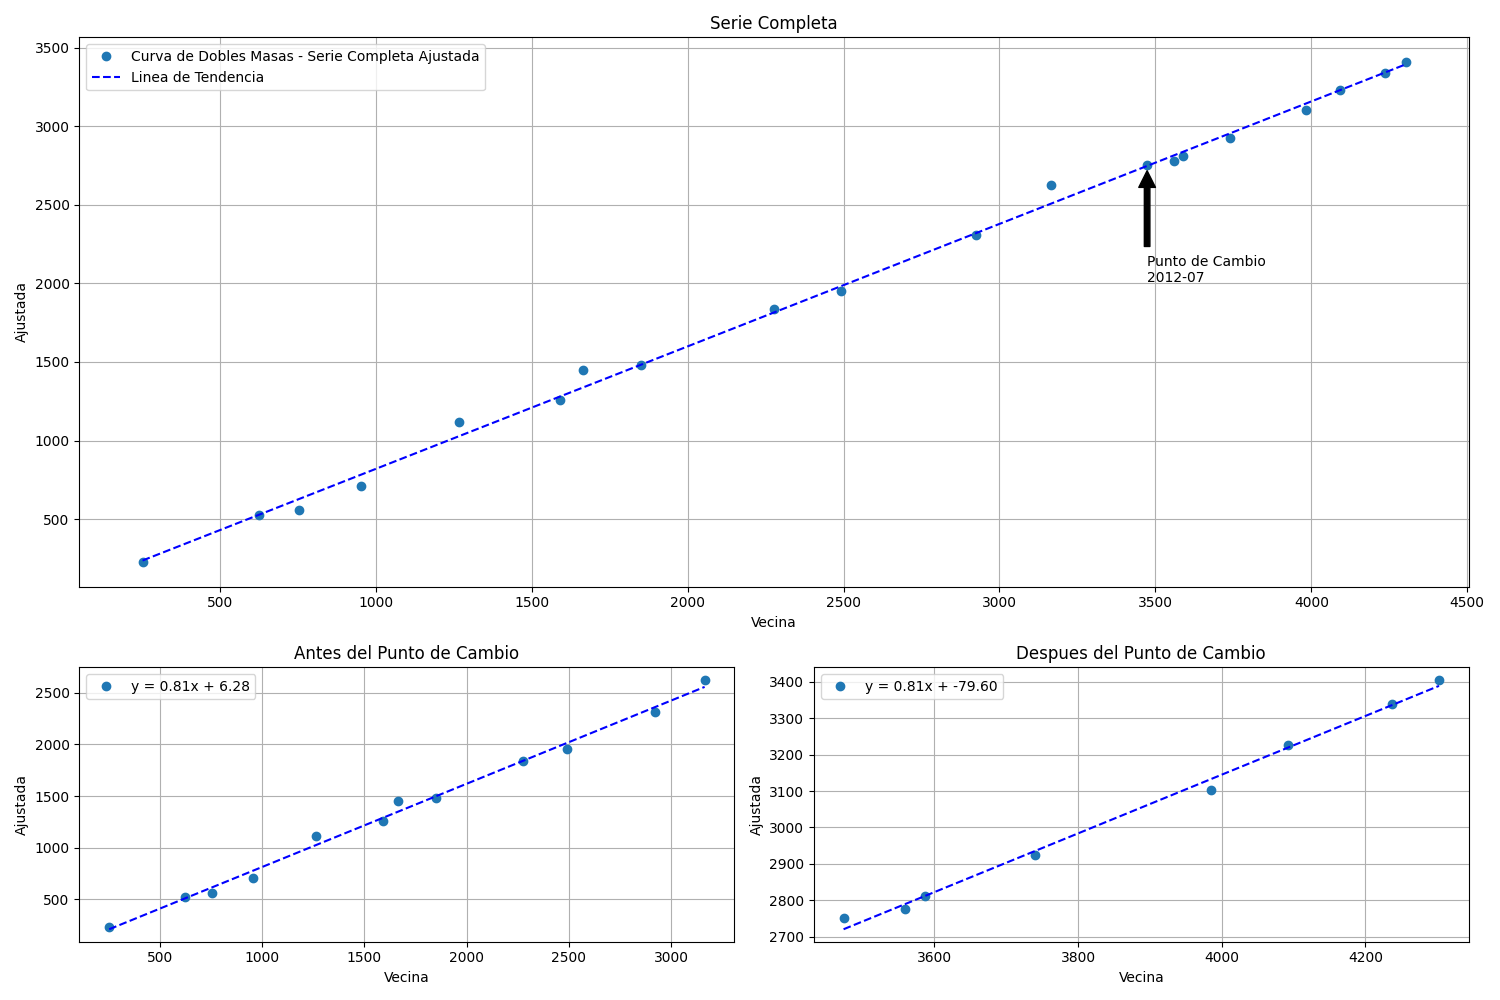 Serie Completa
Curva de Dobles Masas - Serie Completa Ajustada
Linea de Tendencia
3500
3000
2500
2000
1500
1000
500
Ajustada
Punto de Cambio
2012-07
500 1000 1500 2000 2500 3000 3500 4000 4500
Vecina
Antes del Punto de Cambio
y = 0.81x + 6.28
2500
2000
1500
1000
500
Ajustada
500 1000 1500 2000 2500 3000
Vecina
Despues del Punto de Cambio
y = 0.81x + -79.60
3400
3300
3200
3100
3000
2900
2800
2700
Ajustada
3600 3800 4000 4200
Vecina